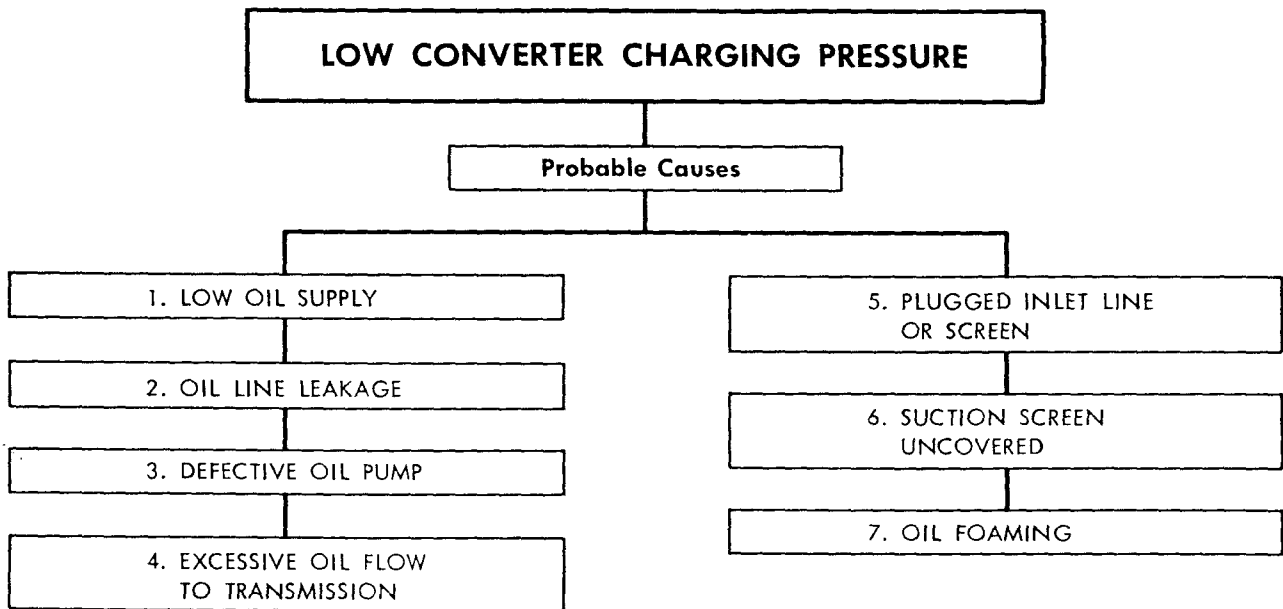 LOW CONVERTER CHARGING PRESSURE
Probable Causes
1. LOW OIL SUPPLY
2. OIL LINE LEAKAGE
3. DEFECTIVE OIL PUMP
4. EXCESSIVE OIL FLOW
TO TRANSMISSION
5. PLUGGED INLET LINE
OR SCREEN
6. SUCTION SCREEN
UNCOVERED
7. OIL FOAMING